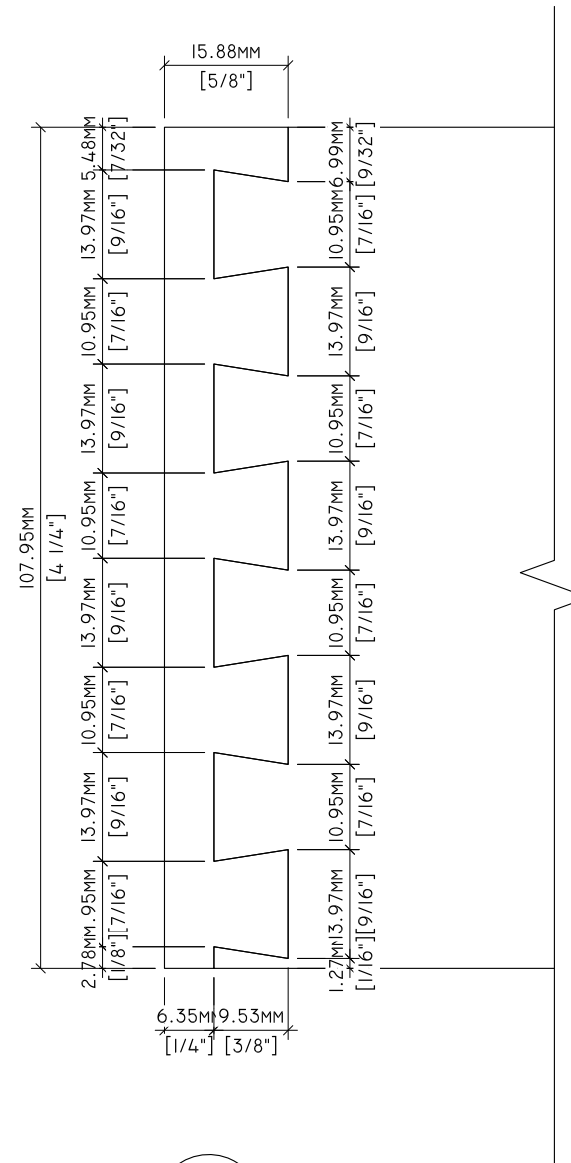 15.88MM
[5/8"]
107.95MM
[4 1/4"]
5.48MM
[7/32"]
13.97MM
[9/16"]
10.95MM
[7/16"]
13.97MM
[9/16"]
10.95MM
[7/16"]
13.97MM
[9/16"]
10.95MM
[7/16"]
13.97MM
[9/16"]
.95MM
[7/16"]
2.78MM
[1/8"]
6.99MM
[9/32"]
10.95MM
[7/16"]
13.97MM
[9/16"]
10.95MM
[7/16"]
13.97MM
[9/16"]
10.95MM
[7/16"]
13.97MM
[9/16"]
10.95MM
[7/16"]
13.97MM
[9/16"]
[1/16"]
9.53MM
[1/4"]
[3/8"]